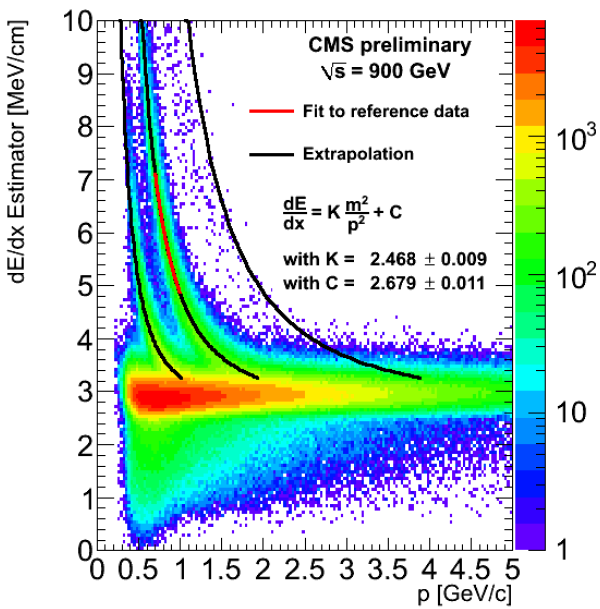 dE/dx Estimator [MeV/cm]
10
9
8
7
6
5
4
3
2
1
0
CMS preliminary
√s = 900 GeV
Fit to reference data
Extrapolation
dE/dx = K m²/p² + C
with K = 2.468 ± 0.009
with C = 2.679 ± 0.011
10³
10²
10
1
0 0.5 1 1.5 2 2.5 3 3.5 4 4.5 5
p [GeV/c]